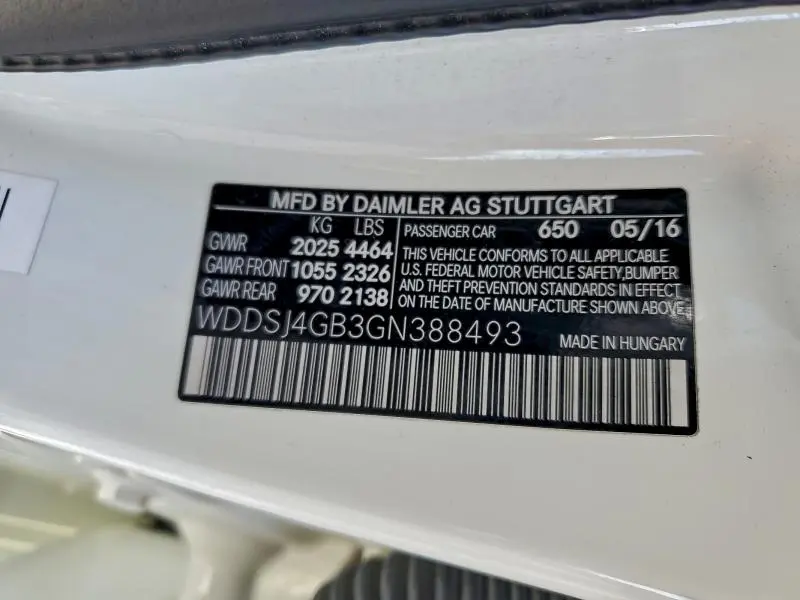 MFD BY DAIMLER AG STUTTGART
KG LBS
GVWR 2025 4464
GAWR FRONT 1055 2326
GAWR REAR 970 2138
PASSENGER CAR 650 05/16
THIS VEHICLE CONFORMS TO ALL APPLICABLE
U.S. FEDERAL MOTOR VEHICLE SAFETY,BUMPER
AND THEFT PREVENTION STANDARDS IN EFFECT
ON THE DATE OF MANUFACTURE SHOWN ABOVE.
WDDSJ4GB3GN388493
MADE IN HUNGARY